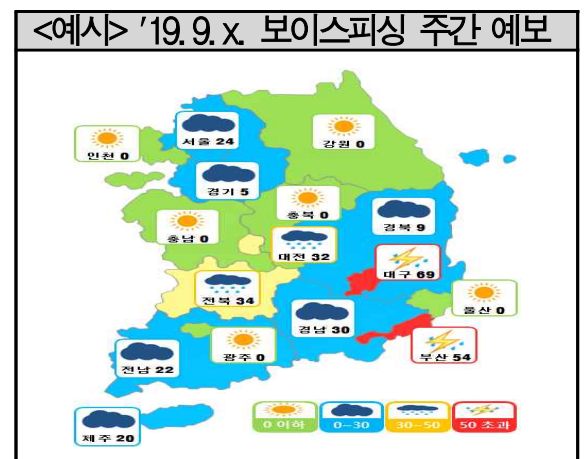 <예시> '19. 9. x. 보이스피싱 주간 예보
서울 24
인천 0
강원 0
경기 5
충북 0
충남 0
경북 9
대전 32
대구 69
전북 34
울산 0
경남 30
광주 0
부산 54
전남 22
제주 20
0 이하
0~30
30~50
50 초과